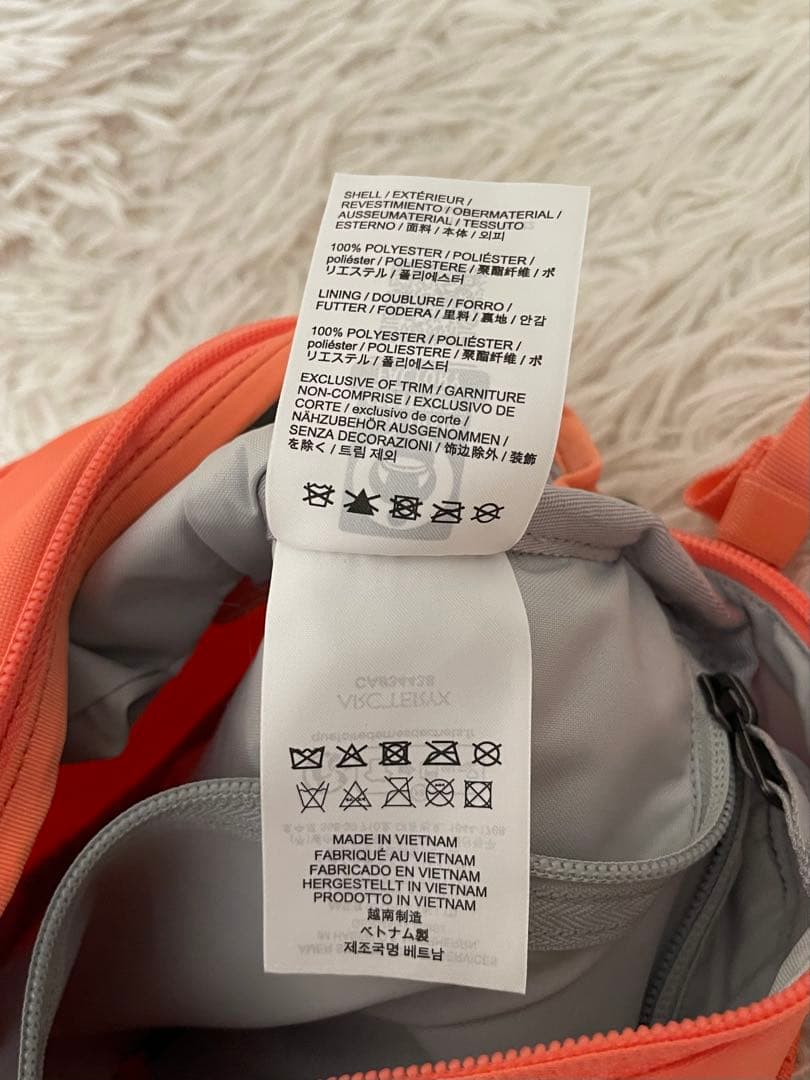 SHELL / EXTÉRIEUR /
REVESTIMIENTO / OBERMATERIAL /
AUSSEUMATERIAL / TESSUTO
ESTERNO / 面料 / 本体 / 외피
100% POLYESTER / POLIÉSTER /
poliéster / POLIESTERE / 聚酯纤维 / ポ
リエステル / 폴리에스터
LINING / DOUBLURE / FORRO /
FUTTER / FODERA / 里料 / 裏地 / 안감
100% POLYESTER / POLIÉSTER /
poliéster / POLIESTERE / 聚酯纤维 / ポ
リエステル / 폴리에스터
EXCLUSIVE OF TRIM / GARNITURE
NON-COMPRISE / EXCLUSIVO DE
CORTE / exclusivo de corte /
NÄHZUBEHÖR AUSGENOMMEN /
SENZA DECORAZIONI / 饰边除外 / 装飾
を除く / 트림 제외
CA834438
ARC'TERYX
quefairedemesdechets.fr
MADE IN VIETNAM
FABRIQUÉ AU VIETNAM
FABRICADO EN VIETNAM
HERGESTELLT IN VIETNAM
PRODOTTO IN VIETNAM
越南制造
ベトナム製
제조국명 베트남